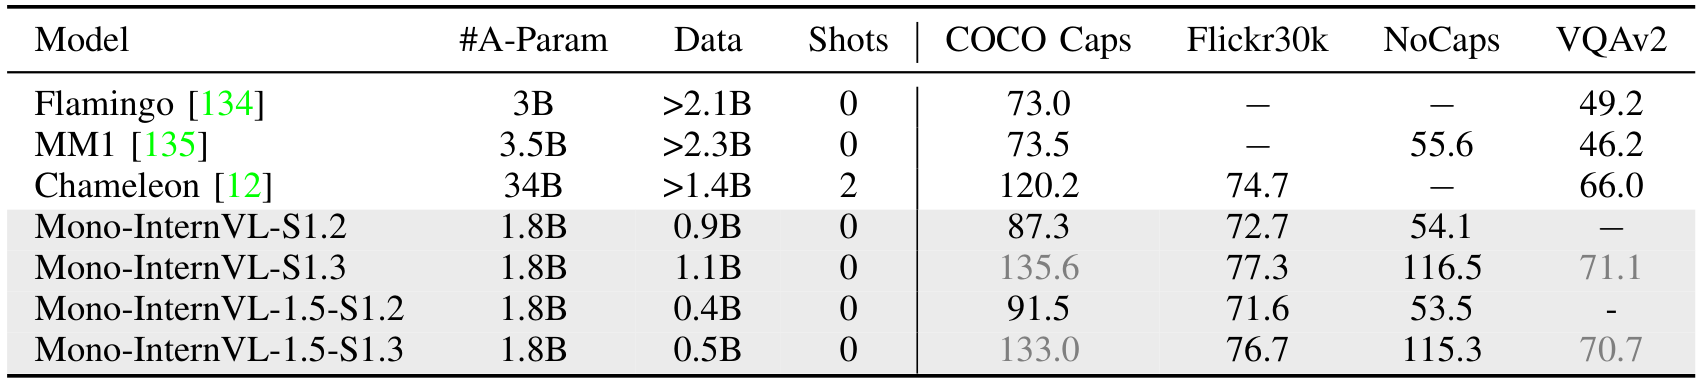 Model #A-Param Data Shots COCO Caps Flickr30k NoCaps VQAv2
Flamingo [134] 3B >2.1B 0 73.0 – – 49.2
MM1 [135] 3.5B >2.3B 0 73.5 – 55.6 46.2
Chameleon [12] 34B >1.4B 2 120.2 74.7 – 66.0
Mono-InternVL-S1.2 1.8B 0.9B 0 87.3 72.7 54.1 –
Mono-InternVL-S1.3 1.8B 1.1B 0 135.6 77.3 116.5 71.1
Mono-InternVL-1.5-S1.2 1.8B 0.4B 0 91.5 71.6 53.5 -
Mono-InternVL-1.5-S1.3 1.8B 0.5B 0 133.0 76.7 115.3 70.7